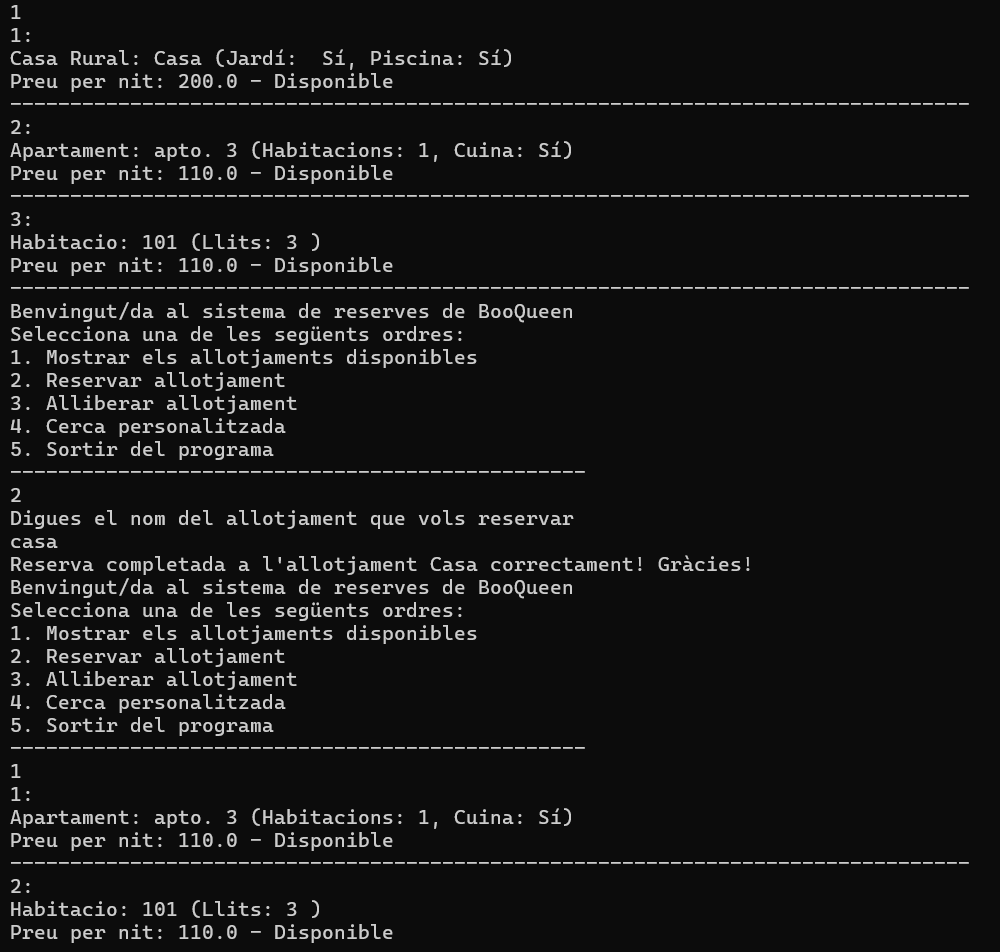 1
1:
Casa Rural: Casa (Jardí:  Sí, Piscina: Sí)
Preu per nit: 200.0 - Disponible
--------------------------------------------------------------------------------
2:
Apartament: apto. 3 (Habitacions: 1, Cuina: Sí)
Preu per nit: 110.0 - Disponible
--------------------------------------------------------------------------------
3:
Habitacio: 101 (Llits: 3 )
Preu per nit: 110.0 - Disponible
--------------------------------------------------------------------------------
Benvingut/da al sistema de reserves de BooQueen
Selecciona una de les següents ordres:
1. Mostrar els allotjaments disponibles
2. Reservar allotjament
3. Alliberar allotjament
4. Cerca personalitzada
5. Sortir del programa
------------------------------------------------
2
Digues el nom del allotjament que vols reservar
casa
Reserva completada a l'allotjament Casa correctament! Gràcies!
Benvingut/da al sistema de reserves de BooQueen
Selecciona una de les següents ordres:
1. Mostrar els allotjaments disponibles
2. Reservar allotjament
3. Alliberar allotjament
4. Cerca personalitzada
5. Sortir del programa
------------------------------------------------
1
1:
Apartament: apto. 3 (Habitacions: 1, Cuina: Sí)
Preu per nit: 110.0 - Disponible
--------------------------------------------------------------------------------
2:
Habitacio: 101 (Llits: 3 )
Preu per nit: 110.0 - Disponible